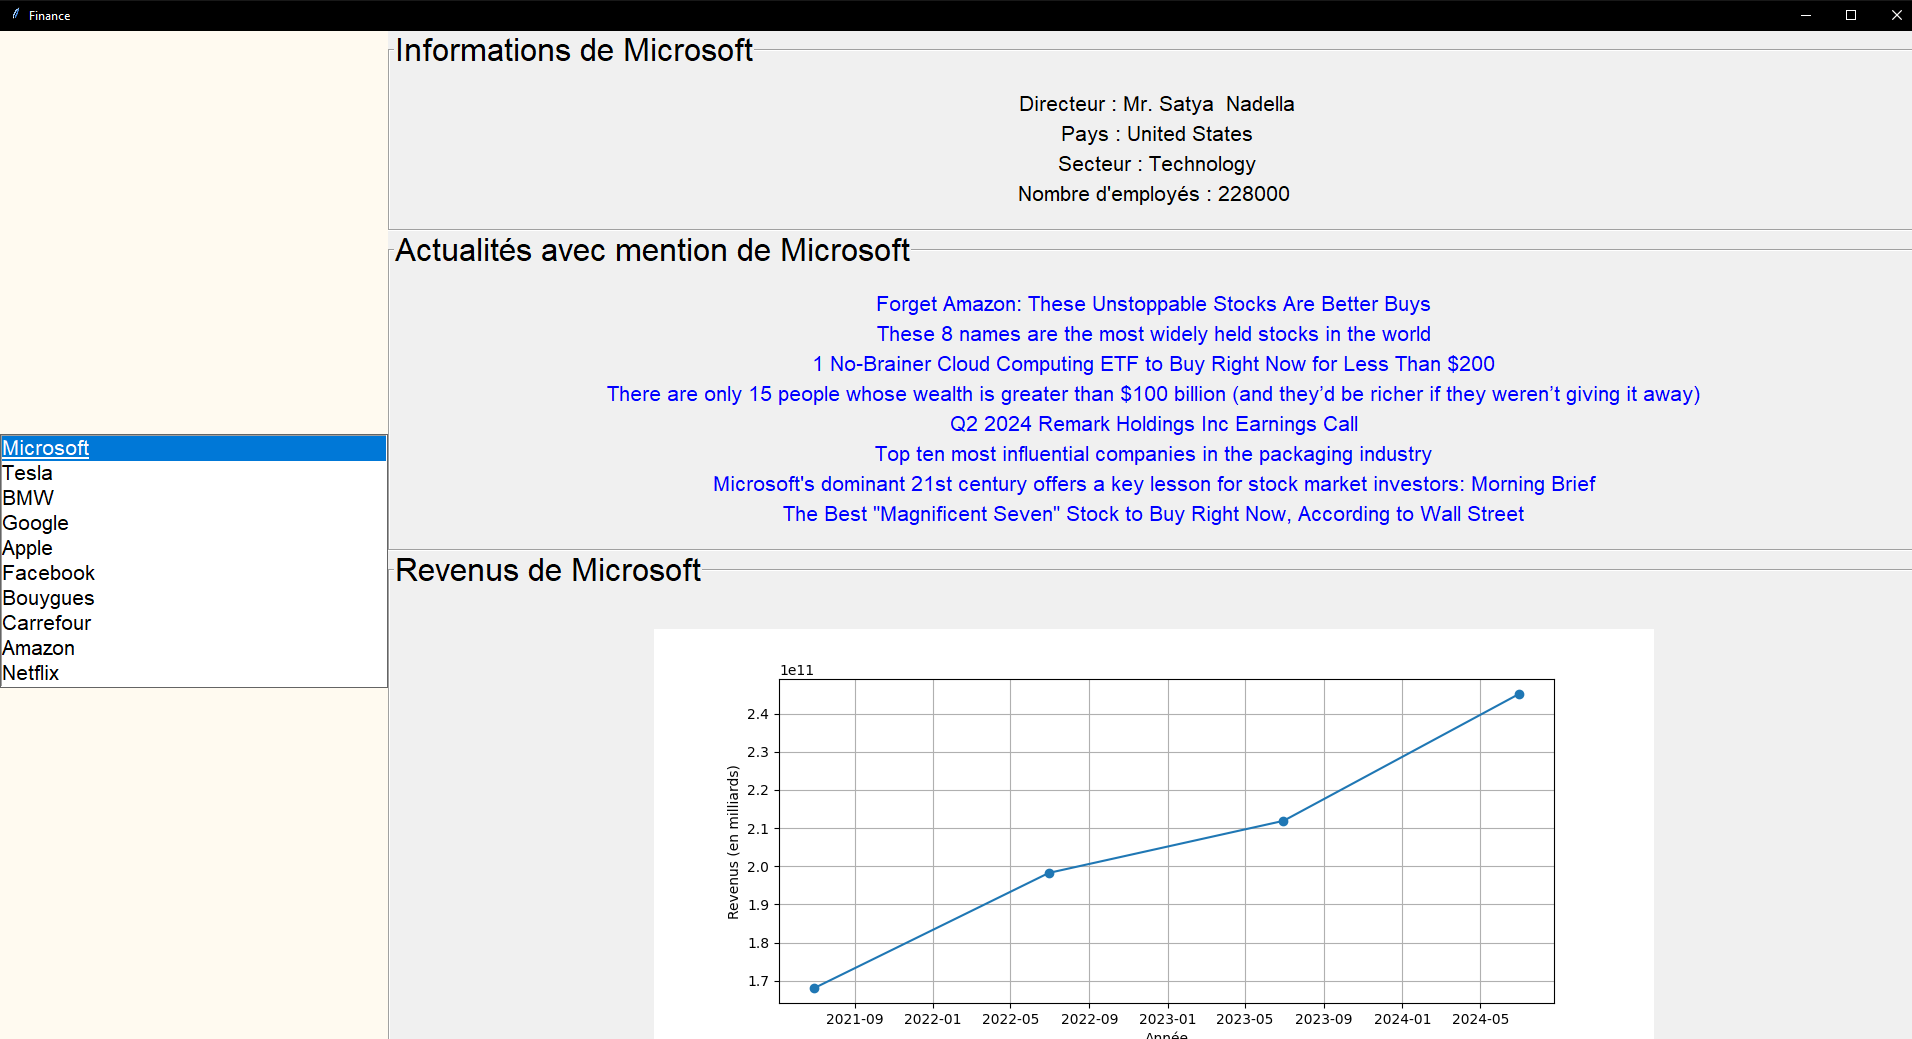 Finance
Informations de Microsoft
Directeur : Mr. Satya  Nadella
Pays : United States
Secteur : Technology
Nombre d'employés : 228000
Actualités avec mention de Microsoft
Forget Amazon: These Unstoppable Stocks Are Better Buys
These 8 names are the most widely held stocks in the world
1 No-Brainer Cloud Computing ETF to Buy Right Now for Less Than $200
There are only 15 people whose wealth is greater than $100 billion (and they’d be richer if they weren’t giving it away)
Q2 2024 Remark Holdings Inc Earnings Call
Top ten most influential companies in the packaging industry
Microsoft's dominant 21st century offers a key lesson for stock market investors: Morning Brief
The Best "Magnificent Seven" Stock to Buy Right Now, According to Wall Street
Microsoft
Tesla
BMW
Google
Apple
Facebook
Bouygues
Carrefour
Amazon
Netflix
Revenus de Microsoft
1e11
2.4
2.3
2.2
2.1
2.0
1.9
1.8
1.7
Revenus (en milliards)
2021-09 2022-01 2022-05 2022-09 2023-01 2023-05 2023-09 2024-01 2024-05
Année